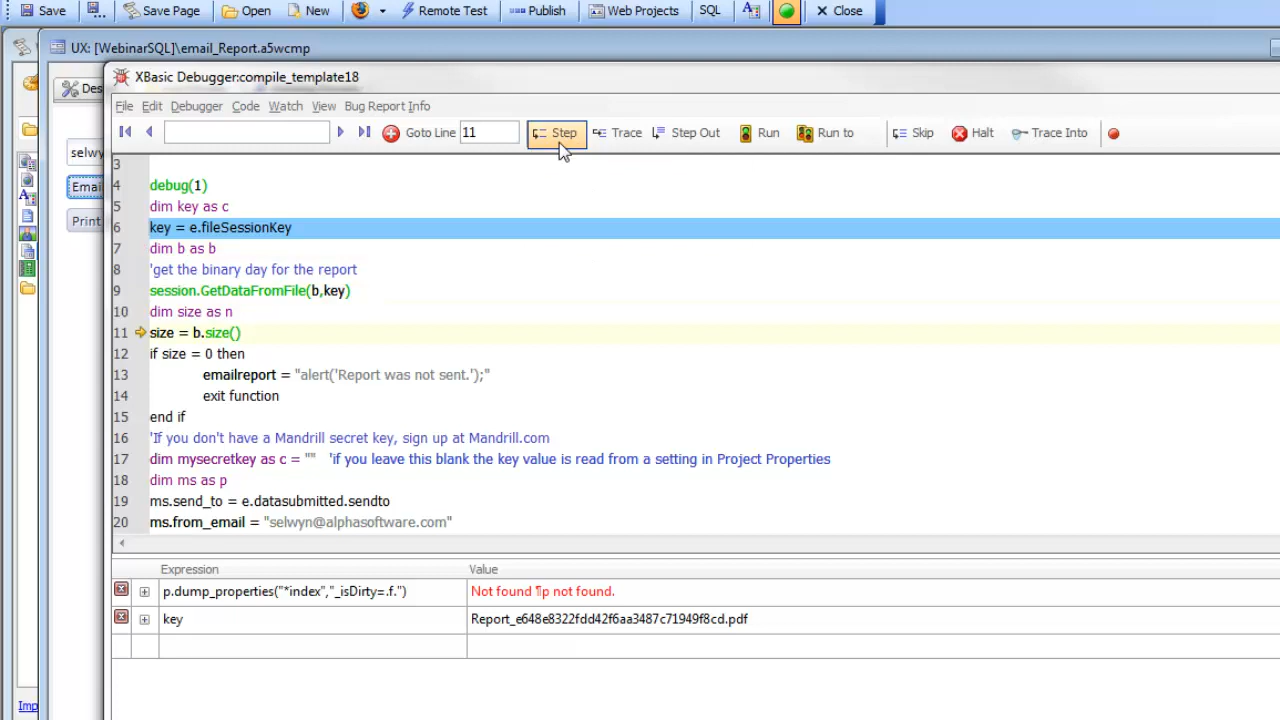 Save Save Page Open New Remote Test Publish Web Projects SQL Close
UX: [WebinarSQL]\email_Report.a5wcmp
XBasic Debugger:compile_template18
Des
File Edit Debugger Code Watch View Bug Report Info
Goto Line 11 Step Trace Step Out Run Run to Skip Halt Trace Into
selwy
Email
Print
3
4 debug(1)
5 dim key as c
6 key = e.fileSessionKey
7 dim b as b
8 'get the binary day for the report
9 session.GetDataFromFile(b,key)
10 dim size as n
11 size = b.size()
12 if size = 0 then
13 emailreport = "alert('Report was not sent.');"
14 exit function
15 end if
16 'If you don't have a Mandrill secret key, sign up at Mandrill.com
17 dim mysecretkey as c = "" 'if you leave this blank the key value is read from a setting in Project Properties
18 dim ms as p
19 ms.send_to = e.datasubmitted.sendto
20 ms.from_email = "selwyn@alphasoftware.com"
Expression Value
p.dump_properties("*index","_isDirty=.f.") Not found ¶p not found.
key Report_e648e8322fdd42f6aa3487c71949f8cd.pdf
Imp